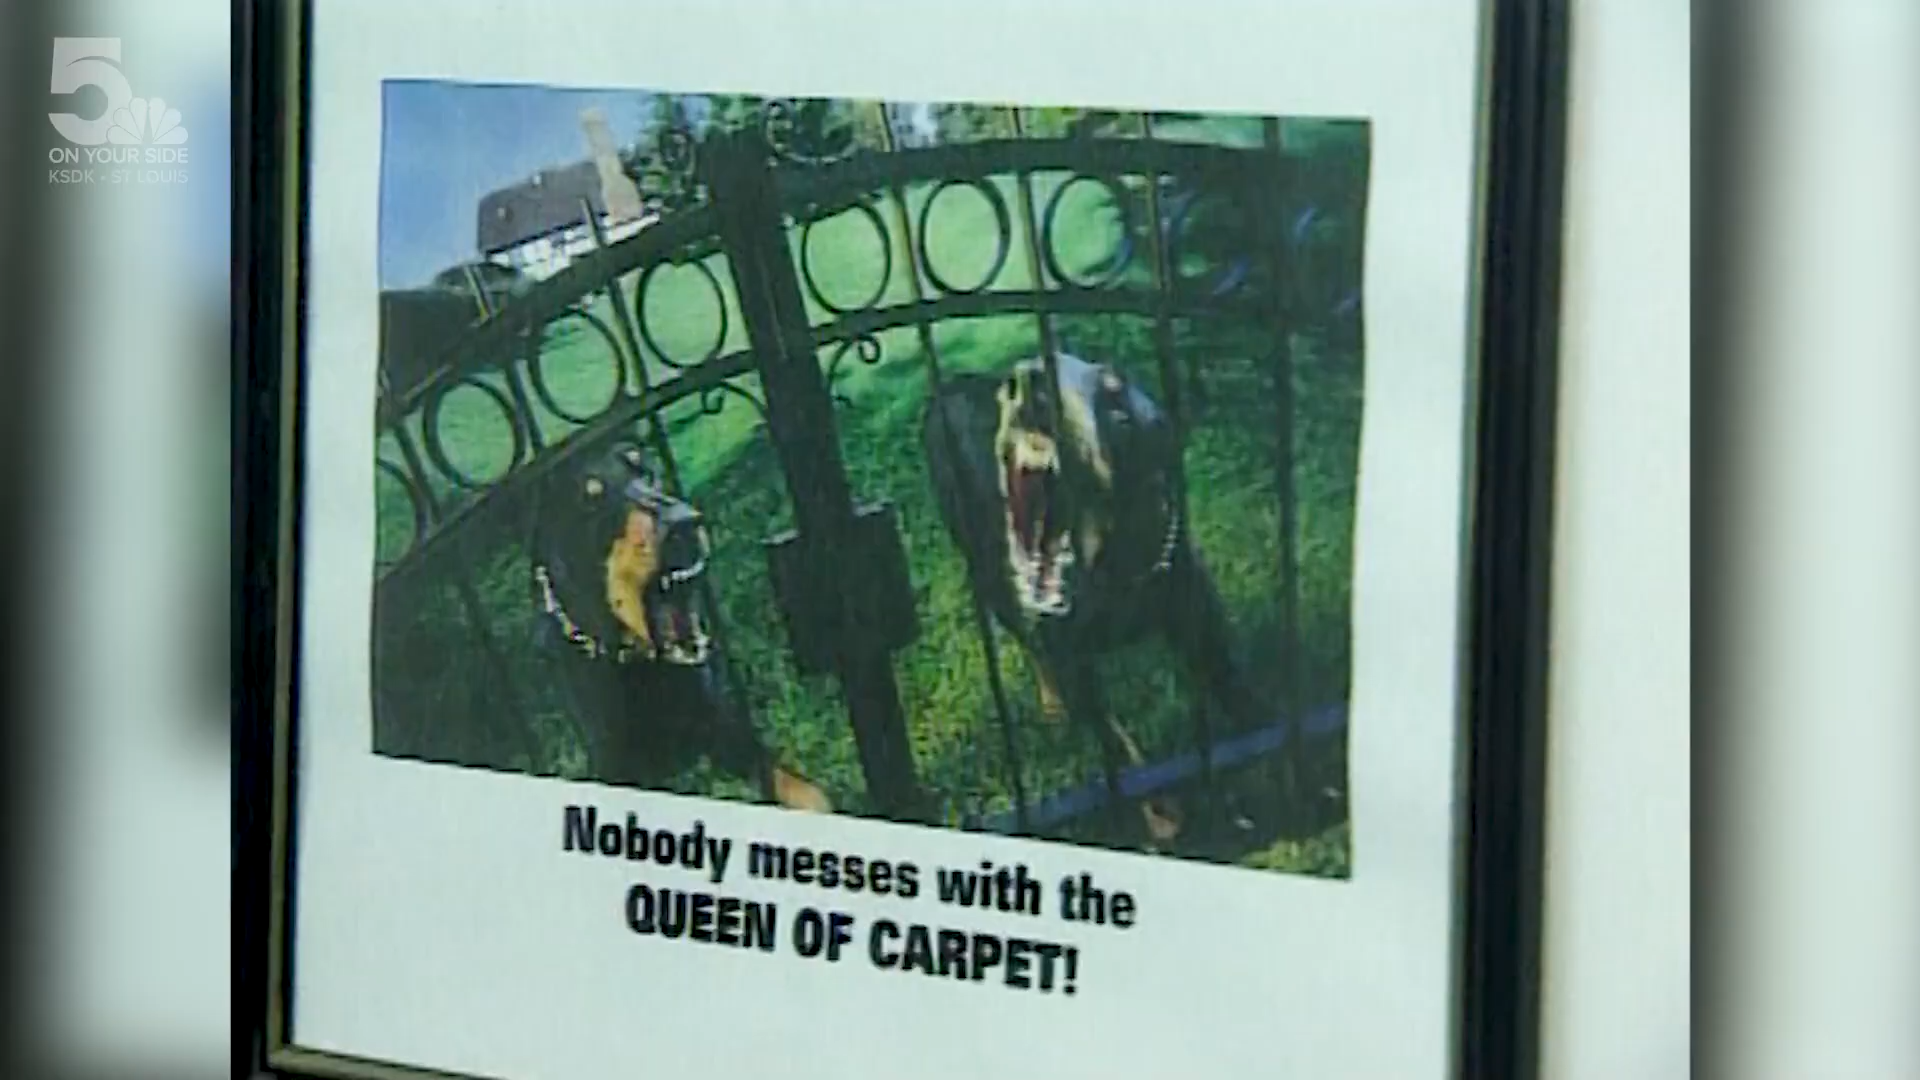 5
ON YOUR SIDE
KSDK - ST LOUIS
Nobody messes with the
QUEEN OF CARPET!